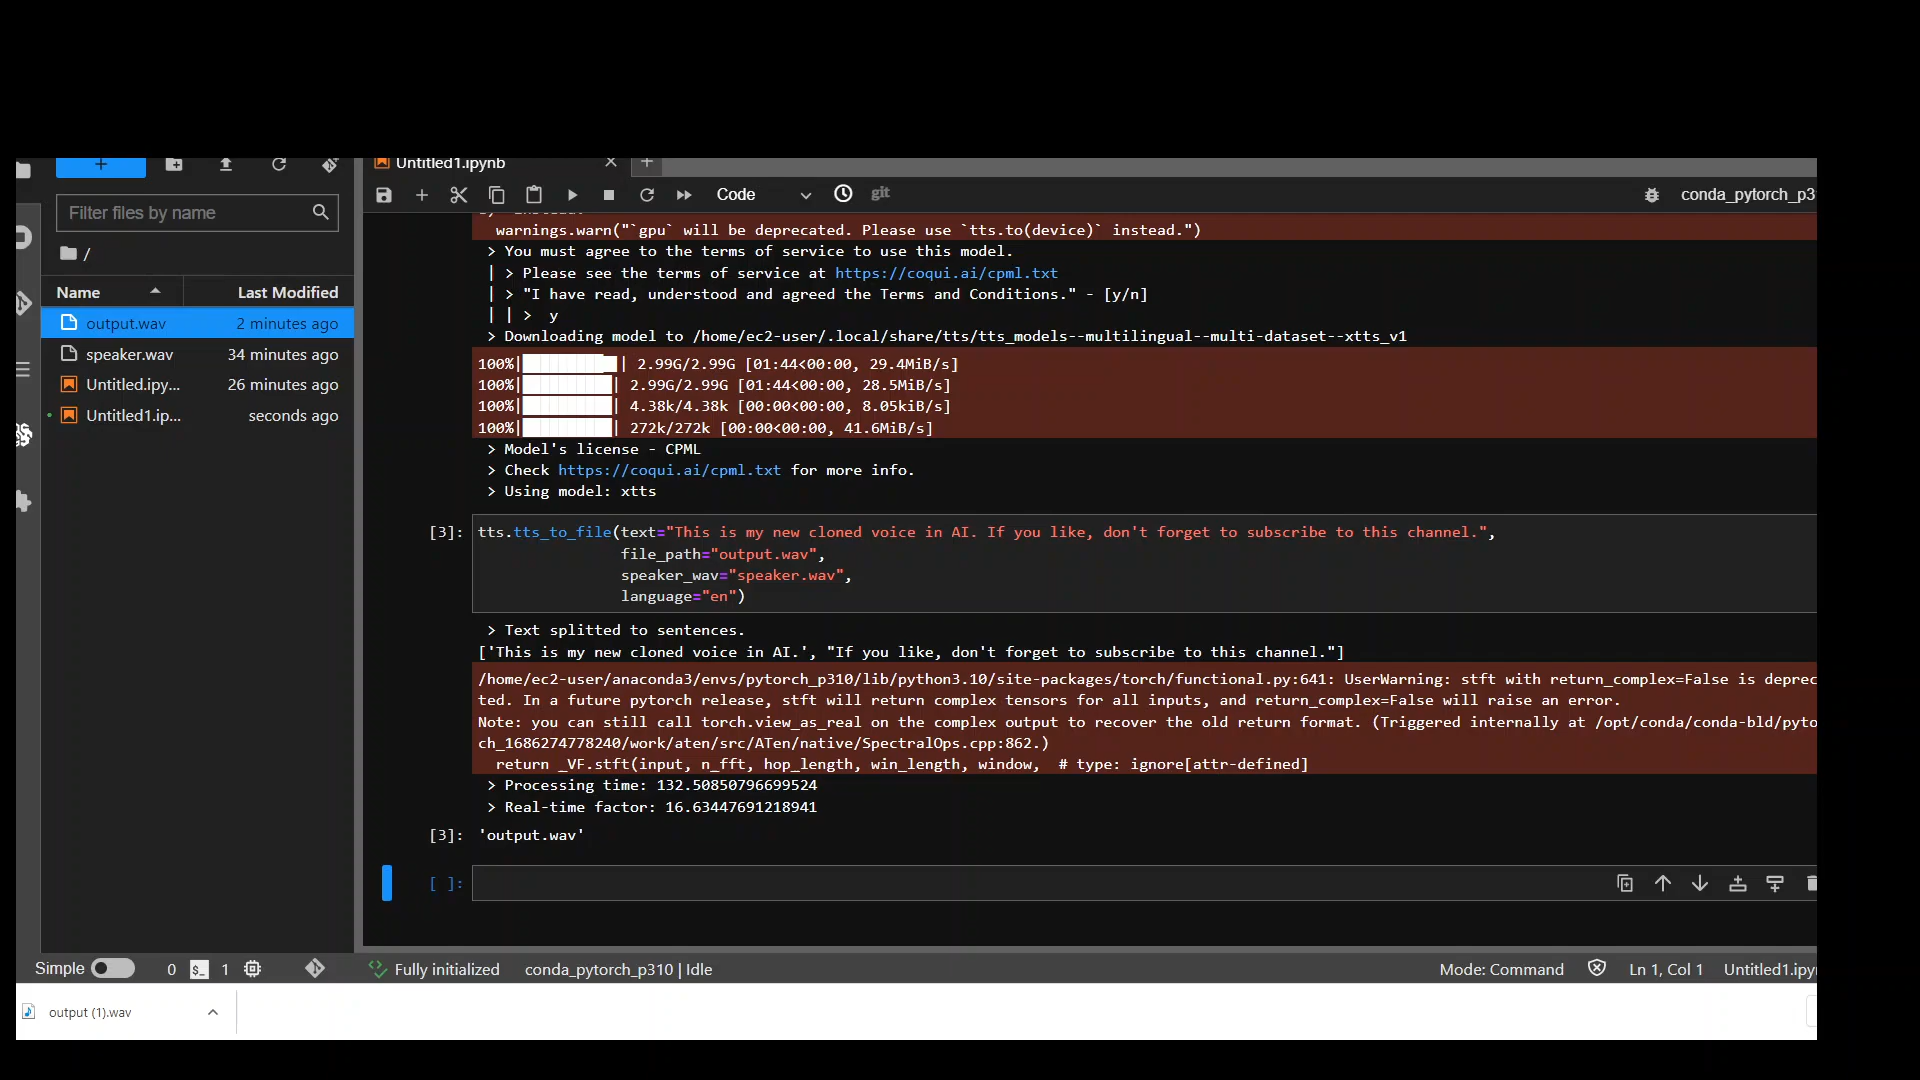 Untitled1.ipynb
Code
git
conda_pytorch_p3
Filter files by name
/
Name Last Modified
output.wav 2 minutes ago
speaker.wav 34 minutes ago
Untitled.ipy... 26 minutes ago
Untitled1.ip... seconds ago
warnings.warn("`gpu` will be deprecated. Please use `tts.to(device)` instead.")
> You must agree to the terms of service to use this model.
| > Please see the terms of service at https://coqui.ai/cpml.txt
| > "I have read, understood and agreed the Terms and Conditions." - [y/n]
| | > y
> Downloading model to /home/ec2-user/.local/share/tts/tts_models--multilingual--multi-dataset--xtts_v1
100%|██████████| 2.99G/2.99G [01:44<00:00, 29.4MiB/s]
100%|██████████| 2.99G/2.99G [01:44<00:00, 28.5MiB/s]
100%|██████████| 4.38k/4.38k [00:00<00:00, 8.05kiB/s]
100%|██████████| 272k/272k [00:00<00:00, 41.6MiB/s]
> Model's license - CPML
> Check https://coqui.ai/cpml.txt for more info.
> Using model: xtts
[3]: tts.tts_to_file(text="This is my new cloned voice in AI. If you like, don't forget to subscribe to this channel.",
file_path="output.wav",
speaker_wav="speaker.wav",
language="en")
> Text splitted to sentences.
['This is my new cloned voice in AI.', "If you like, don't forget to subscribe to this channel."]
/home/ec2-user/anaconda3/envs/pytorch_p310/lib/python3.10/site-packages/torch/functional.py:641: UserWarning: stft with return_complex=False is deprec
ted. In a future pytorch release, stft will return complex tensors for all inputs, and return_complex=False will raise an error.
Note: you can still call torch.view_as_real on the complex output to recover the old return format. (Triggered internally at /opt/conda/conda-bld/pyto
ch_1686274778240/work/aten/src/ATen/native/SpectralOps.cpp:862.)
return _VF.stft(input, n_fft, hop_length, win_length, window, # type: ignore[attr-defined]
> Processing time: 132.50850796699524
> Real-time factor: 16.63447691218941
[3]: 'output.wav'
[ ]:
Simple 0 $_ 1 Fully initialized conda_pytorch_p310 | Idle Mode: Command Ln 1, Col 1 Untitled1.ipy
output (1).wav